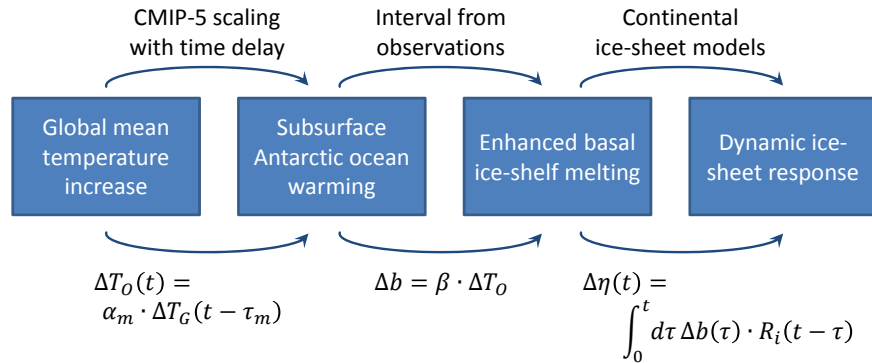 CMIP-5 scaling
with time delay
Interval from
observations
Continental
ice-sheet models
Global mean
temperature
increase
Subsurface
Antarctic ocean
warming
Enhanced basal
ice-shelf melting
Dynamic ice-
sheet response
ΔT_O(t) =
α_m · ΔT_G(t − τ_m)
Δb = β · ΔT_O
Δη(t) =
∫_0^t dτ Δb(τ) · R_i(t − τ)